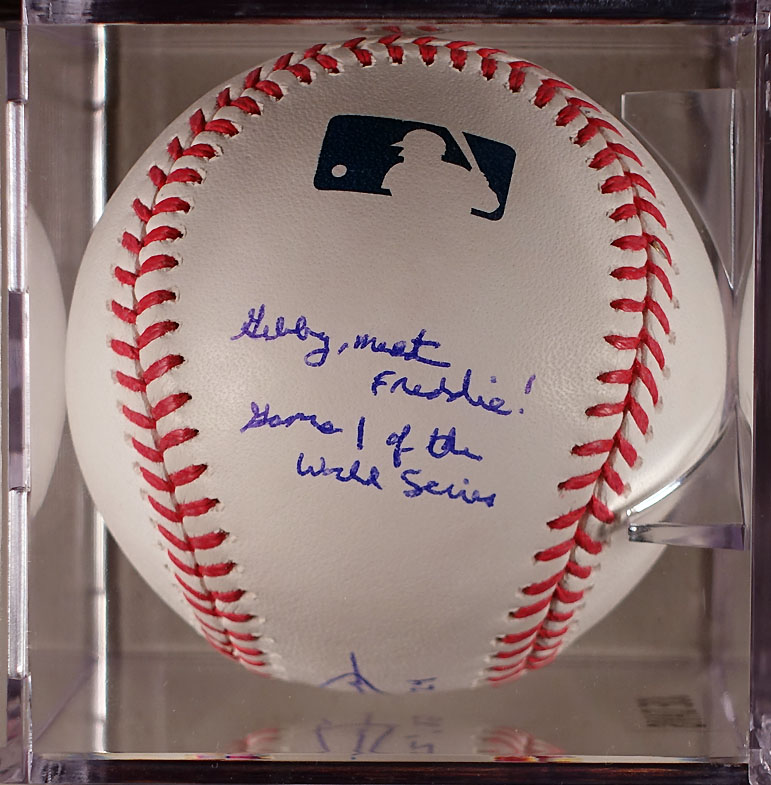 Gibby, meet
Freddie!
Game 1 of the
World Series